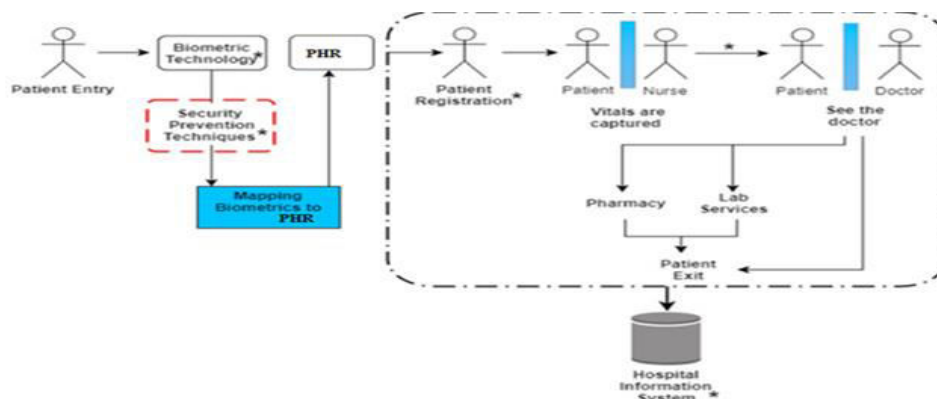 Patient Entry
Biometric
Technology*
Security
Prevention
Techniques*
Mapping
Biometrics to
PHR
PHR
Patient
Registration*
Patient
Nurse
Vitals are
captured
*
Patient
Doctor
See the
doctor
Pharmacy
Lab
Services
Patient
Exit
Hospital
Information
System *